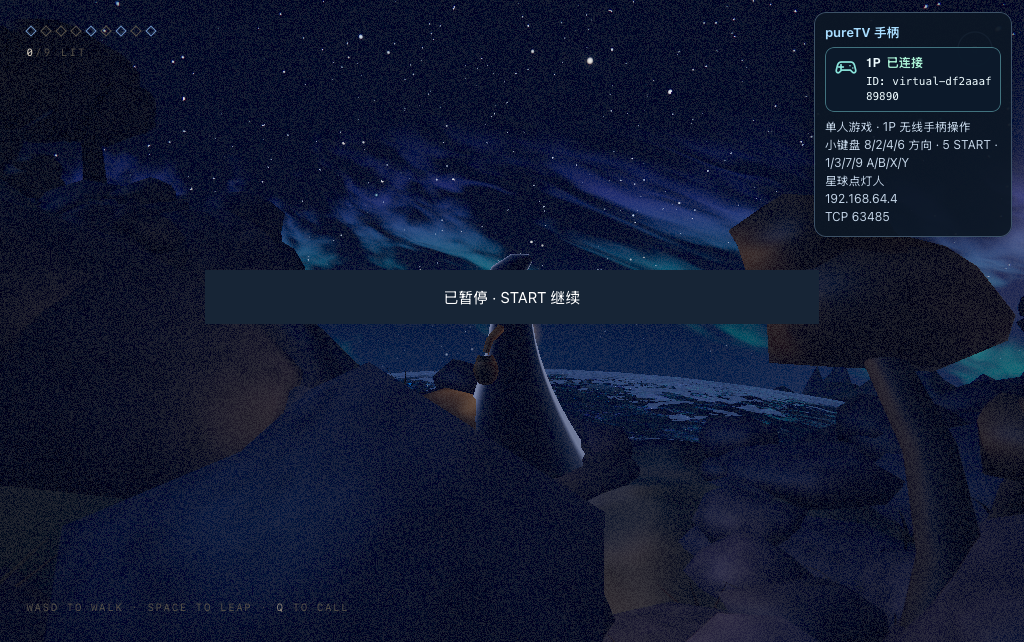 0/9 LIT
pureTV 手柄
1P 已连接
ID: virtual-df2aaaf
89890
单人游戏 · 1P 无线手柄操作
小键盘 8/2/4/6 方向 · 5 START ·
1/3/7/9 A/B/X/Y
星球点灯人
192.168.64.4
TCP 63485
已暂停 · START 继续
WASD TO WALK · SPACE TO LEAP · Q TO CALL